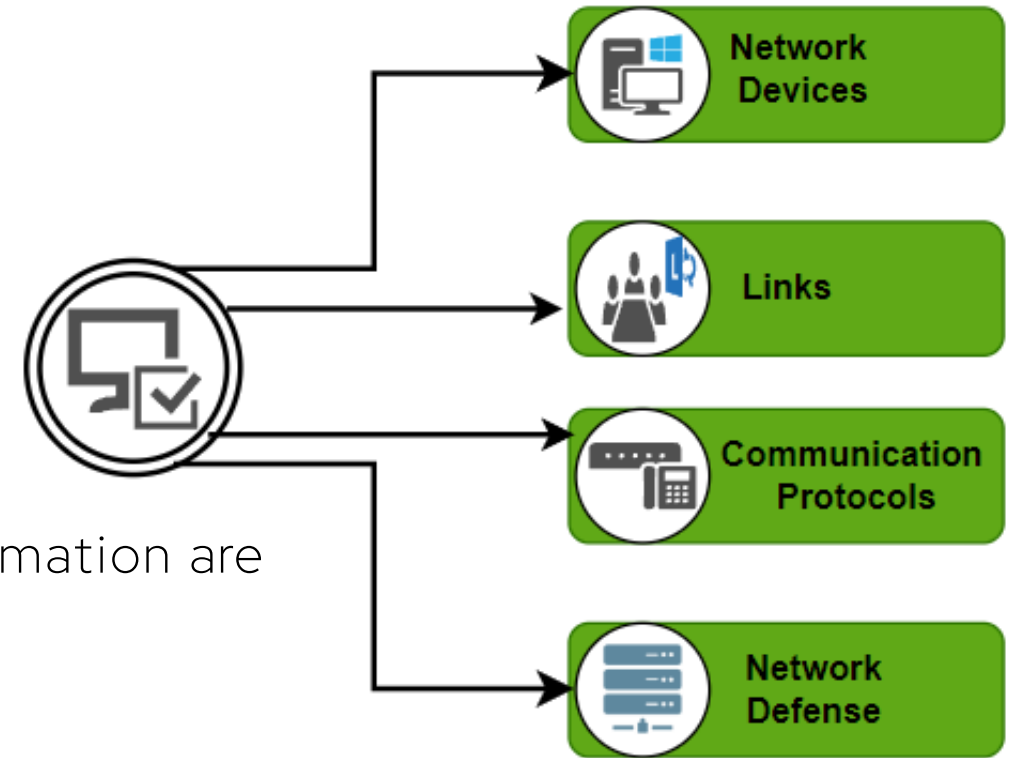 Network
Devices
Links
Communication
Protocols
mation are
Network
Defense